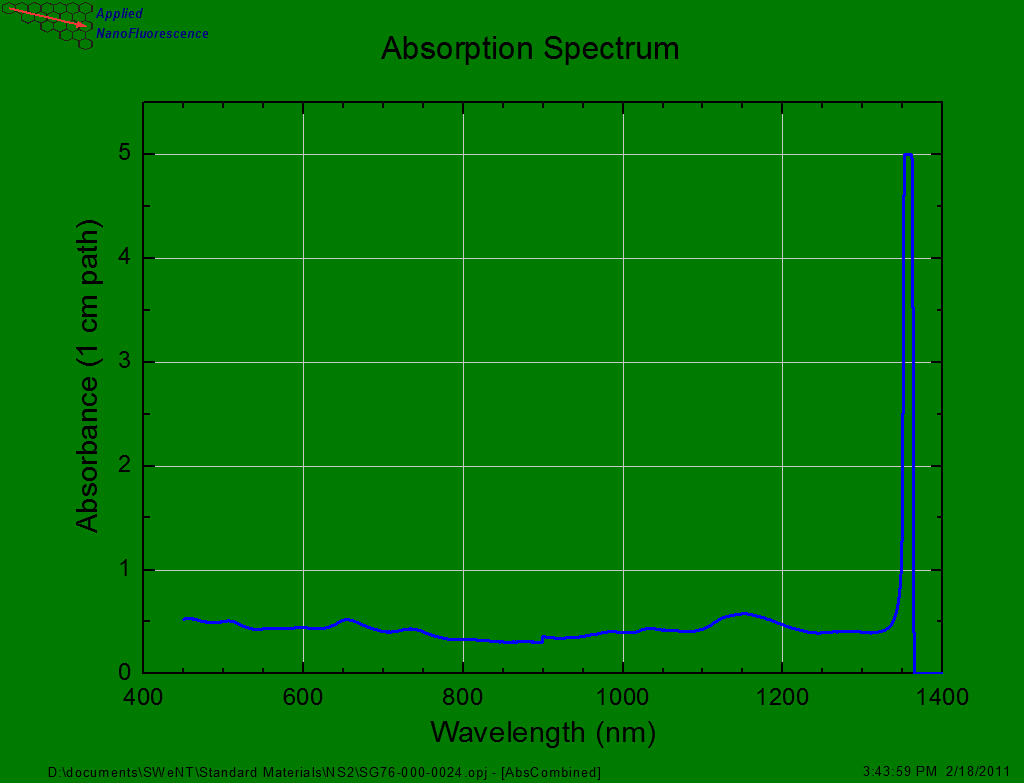 Applied
NanoFluorescence
Absorption Spectrum
5
4
3
2
1
0
Absorbance (1 cm path)
400 600 800 1000 1200 1400
Wavelength (nm)
D:\documents\SWeNT\Standard Materials\NS2\SG76-000-0024.opj - [AbsCombined]
3:43:59 PM 2/18/2011